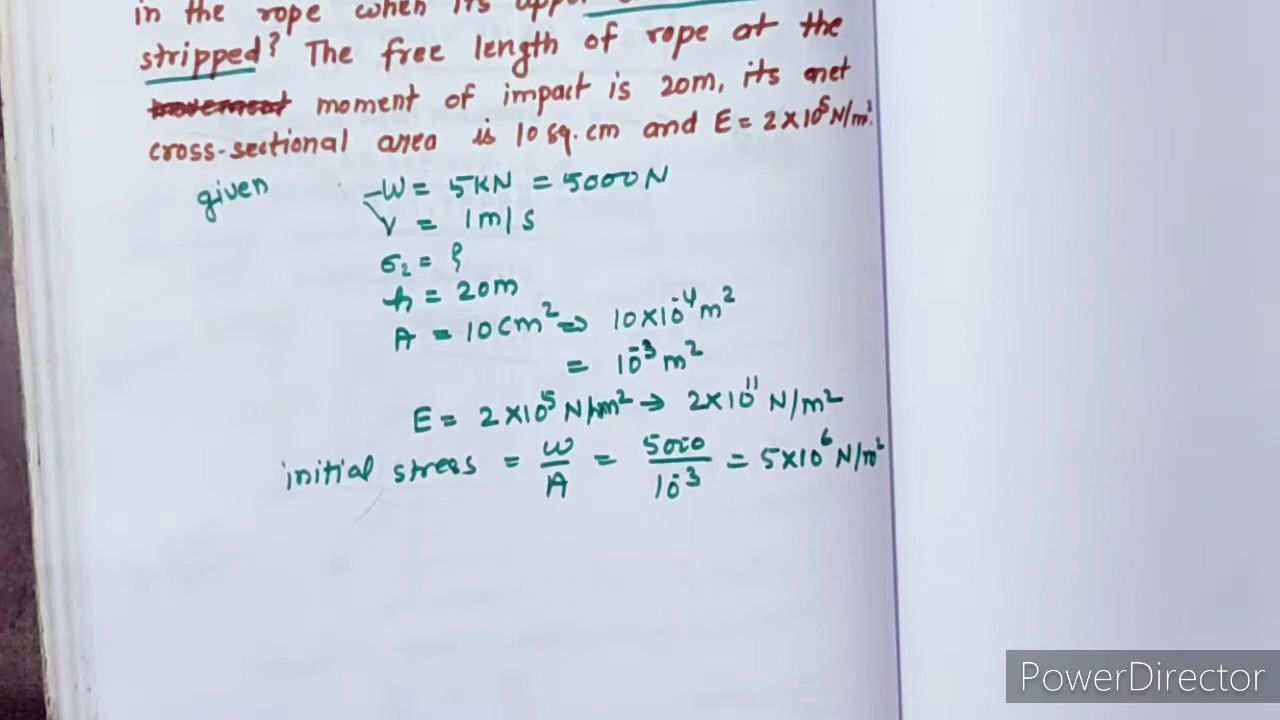 in the rope when its upper
stripped? The free length of rope at the
movement moment of impact is 20m, its net
cross-sectional area is 10 sq. cm and E = 2×10⁵ N/m².
given W = 5KN = 5000N
V = 1m/s
σ₂ = ?
h = 20m
A = 10cm² => 10×10⁻⁴ m²
= 10⁻³ m²
E = 2×10⁵ N/mm² → 2×10¹¹ N/m²
initial stress = W/A = 5000/10⁻³ = 5×10⁶ N/m²
PowerDirector